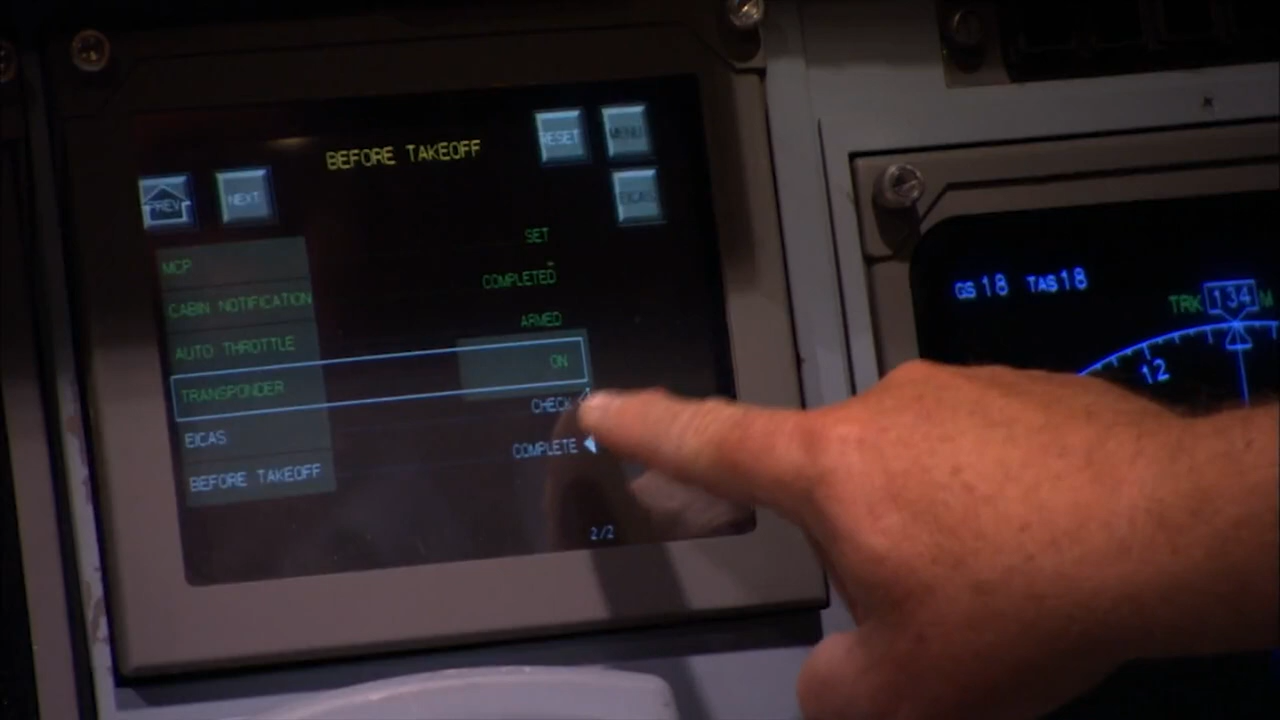 BEFORE TAKEOFF
RESET
MENU
PREV
NEXT
EICAS
MCP SET
CABIN NOTIFICATION COMPLETED
AUTO THROTTLE ARMED
TRANSPONDER ON
EICAS CHECK
BEFORE TAKEOFF COMPLETE
2/2
GS 18 TAS 18
TRK 134 M
12